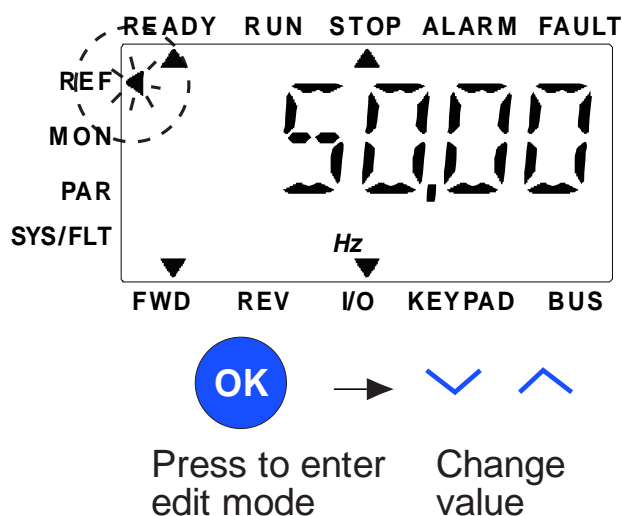 READY RUN STOP ALARM FAULT
REF
50,00
MON
PAR
SYS/FLT
Hz
FWD REV I/O KEYPAD BUS
OK
Press to enter
edit mode
Change
value